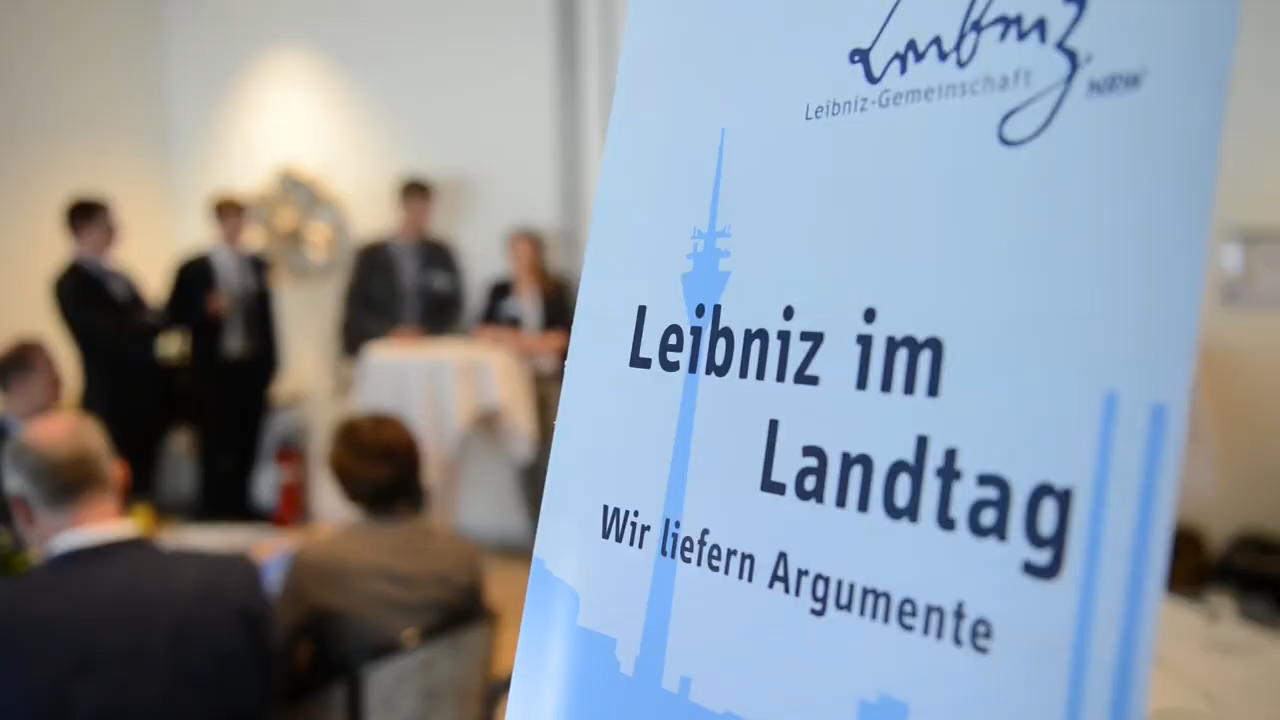 Leibniz
Leibniz-Gemeinschaft NRW
Leibniz im
Landtag
Wir liefern Argumente